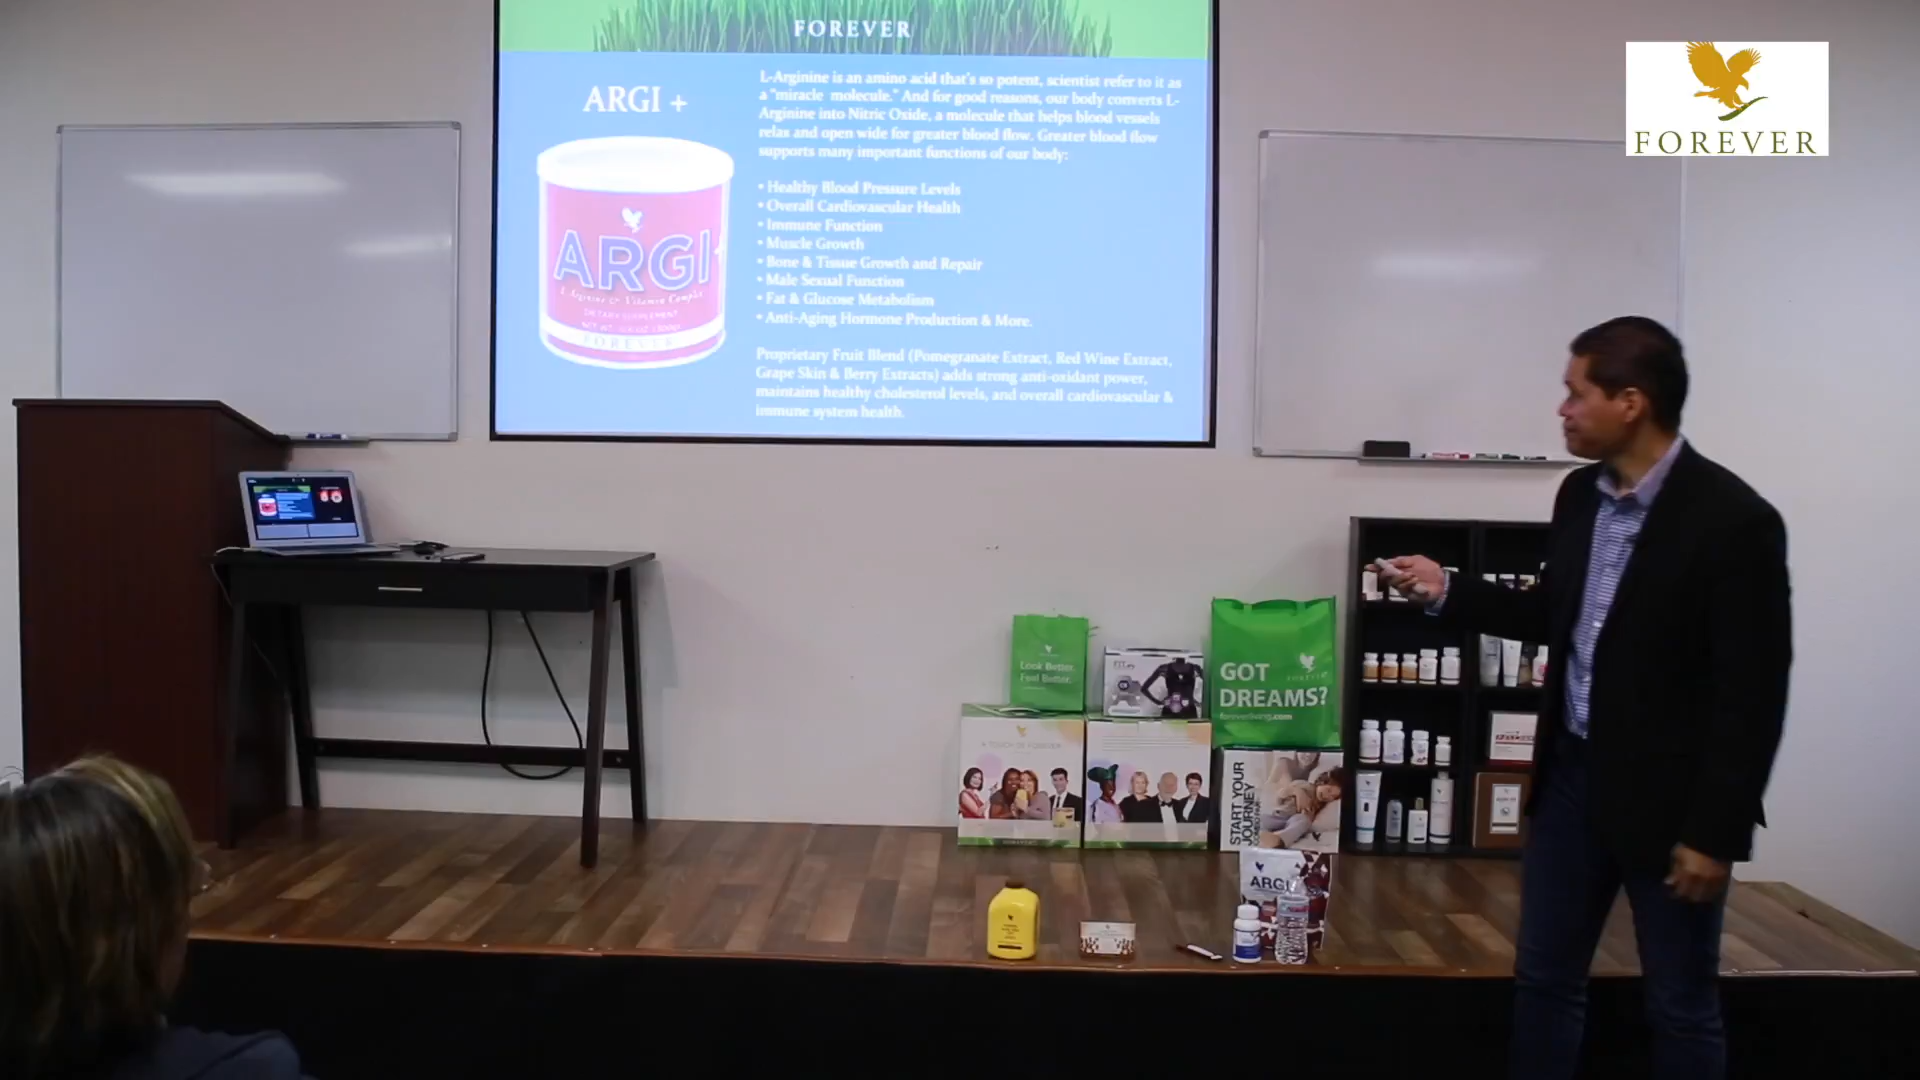 FOREVER
ARGI +
L-Arginine is an amino acid that's so potent, scientist refer to it as
a "miracle molecule." And for good reasons, our body converts L-
Arginine into Nitric Oxide, a molecule that helps blood vessels
relax and open wide for greater blood flow. Greater blood flow
supports many important functions of our body:
• Healthy Blood Pressure Levels
• Overall Cardiovascular Health
• Immune Function
• Muscle Growth
• Bone & Tissue Growth and Repair
• Male Sexual Function
• Fat & Glucose Metabolism
• Anti-Aging Hormone Production & More.
Proprietary Fruit Blend (Pomegranate Extract, Red Wine Extract,
Grape Skin & Berry Extracts) adds strong anti-oxidant power,
maintains healthy cholesterol levels, and overall cardiovascular &
immune system health.
ARGI+
L-Arginine & Vitamin Complex
DIETARY SUPPLEMENT
FOREVER
FOREVER
Look Better.
Feel Better.
GOT
DREAMS?
foreverliving.com
START YOUR
JOURNEY
ARGI